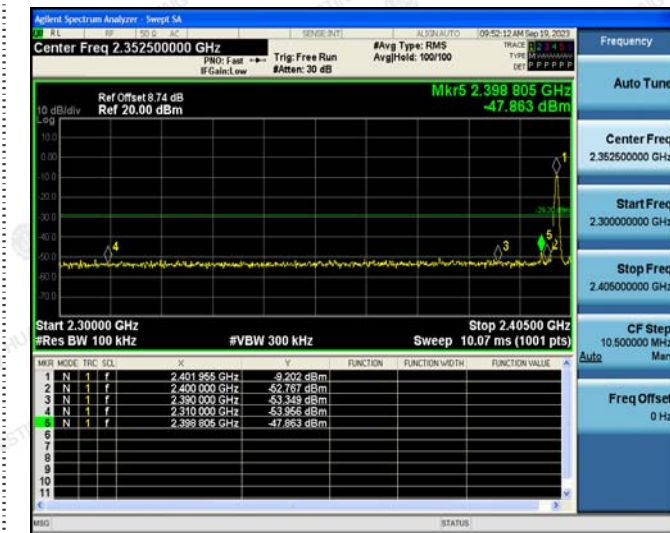 Agilent Spectrum Analyzer - Swept SA
RL RF 50 Ω AC SENSE:INT ALIGN AUTO 09:52:12 AM Sep 19, 2023
Center Freq 2.352500000 GHz #Avg Type: RMS TRACE 1 2 3 4 5 6
PNO: Fast Trig: Free Run Avg|Hold: 100/100 TYPE
IFGain:Low #Atten: 30 dB DET P P P P P P
Ref Offset 8.74 dB Mkr5 2.398 805 GHz
10 dB/div Ref 20.00 dBm -47.863 dBm
Log
10.0
0.00
-10.0
-20.0
-30.0
-40.0
-50.0
-60.0
-70.0
1
2
3
4
5
Start 2.30000 GHz Stop 2.40500 GHz
#Res BW 100 kHz #VBW 300 kHz Sweep 10.07 ms (1001 pts)
MKR MODE TRC SCL X Y FUNCTION FUNCTION WIDTH FUNCTION VALUE
1 N 1 f 2.401 955 GHz -9.202 dBm
2 N 1 f 2.400 000 GHz -52.767 dBm
3 N 1 f 2.390 000 GHz -53.349 dBm
4 N 1 f 2.310 000 GHz -53.956 dBm
5 N 1 f 2.398 805 GHz -47.863 dBm
6
7
8
9
10
11
MSG STATUS
Frequency
Auto Tune
Center Freq
2.352500000 GHz
Start Freq
2.300000000 GHz
Stop Freq
2.405000000 GHz
CF Step
10.500000 MHz
Auto Man
Freq Offset
0 Hz